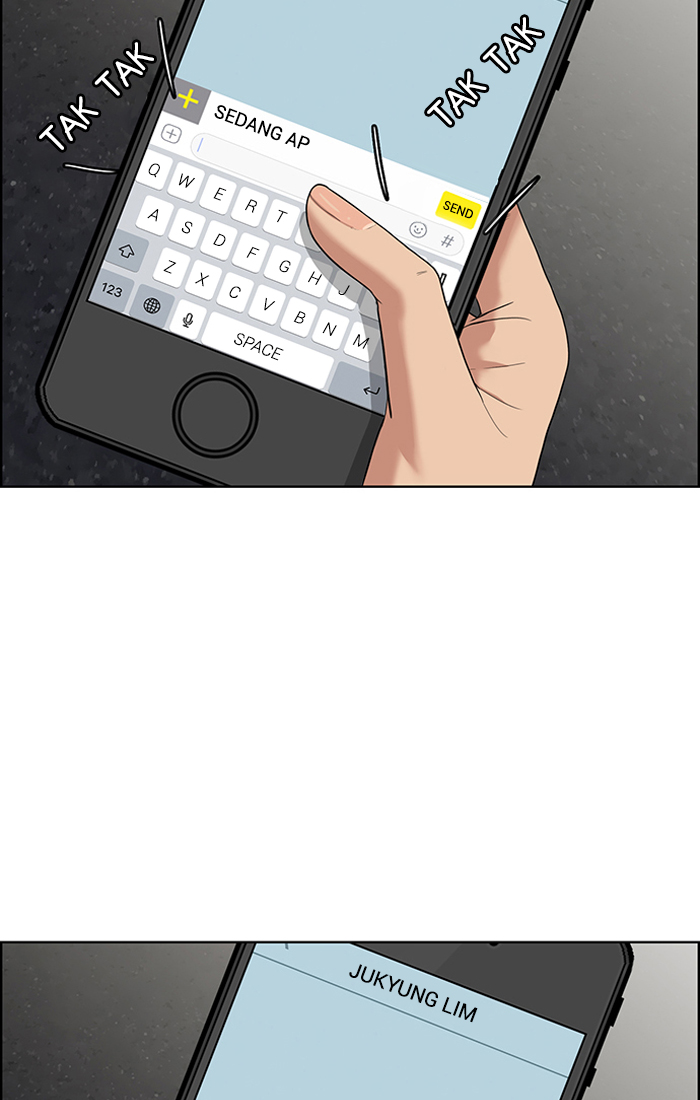 TAK TAK
TAK TAK
SEDANG AP
SEND
#
Q W E R T
A S D F G H J
Z X C V B N M
123
SPACE
JUKYUNG LIM